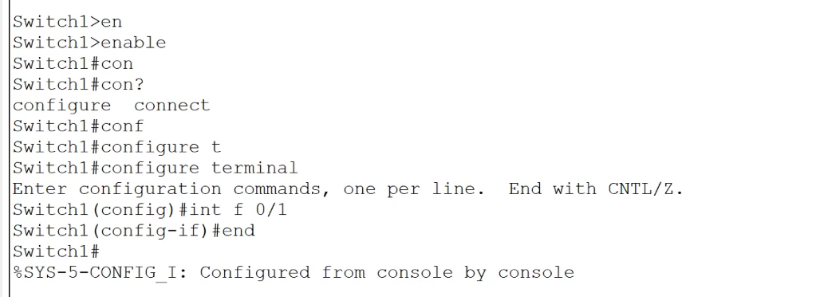 Switch1>en
Switch1>enable
Switch1#con
Switch1#con?
configure  connect
Switch1#conf
Switch1#configure t
Switch1#configure terminal
Enter configuration commands, one per line.  End with CNTL/Z.
Switch1(config)#int f 0/1
Switch1(config-if)#end
Switch1#
%SYS-5-CONFIG_I: Configured from console by console